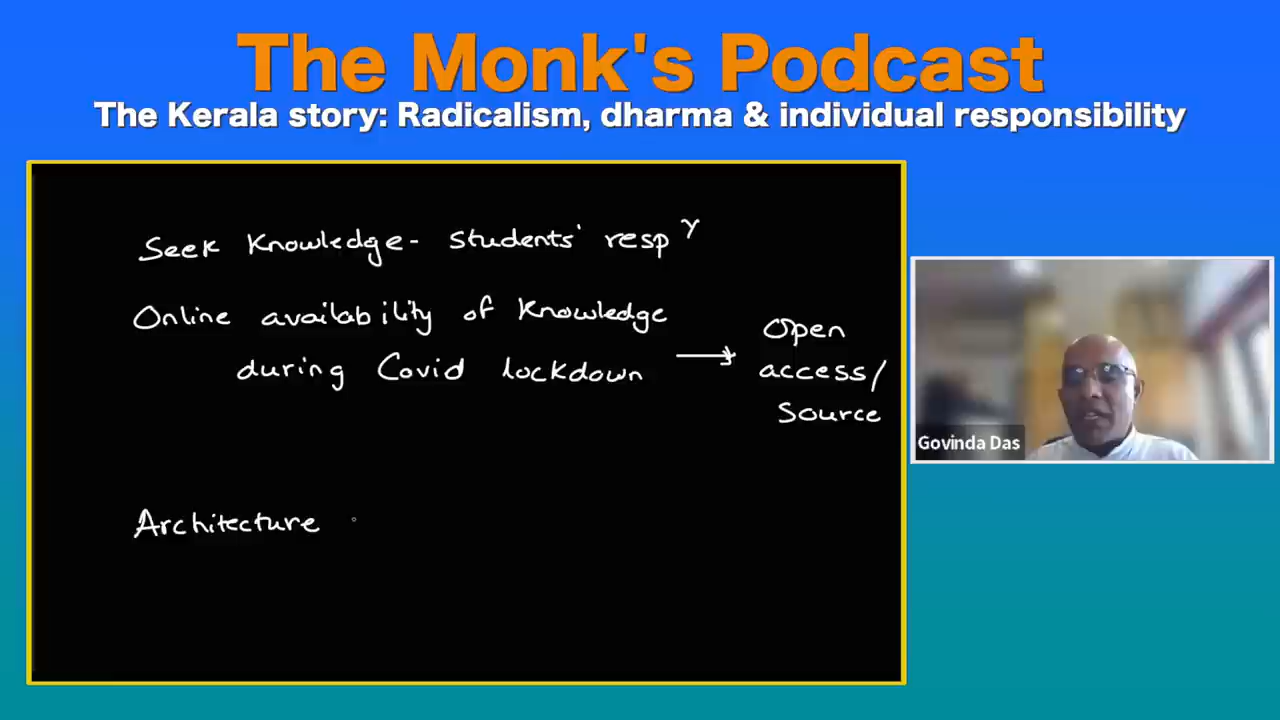 The Monk's Podcast
The Kerala story: Radicalism, dharma & individual responsibility
Seek Knowledge- Students' resp y
Online availability of Knowledge
during Covid lockdown → Open
access/
Source
Architecture
Govinda Das